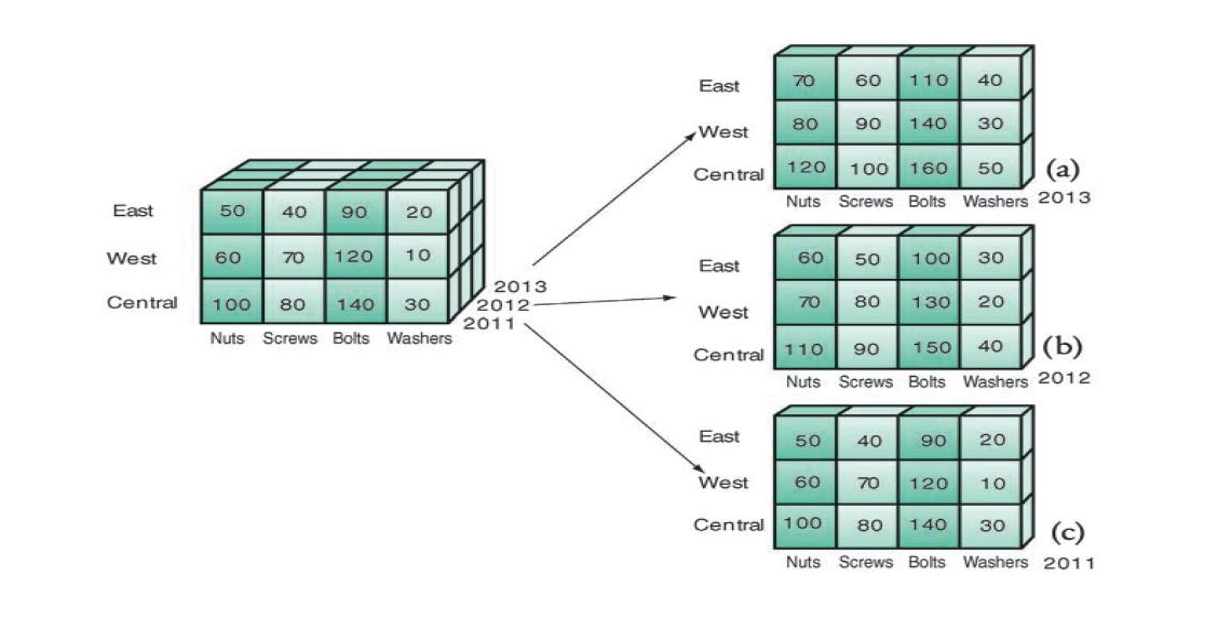 East 50 40 90 20
West 60 70 120 10
Central 100 80 140 30
Nuts Screws Bolts Washers
2013
2012
2011
East 70 60 110 40
West 80 90 140 30
Central 120 100 160 50
Nuts Screws Bolts Washers
(a)
2013
East 60 50 100 30
West 70 80 130 20
Central 110 90 150 40
Nuts Screws Bolts Washers
(b)
2012
East 50 40 90 20
West 60 70 120 10
Central 100 80 140 30
Nuts Screws Bolts Washers
(c)
2011